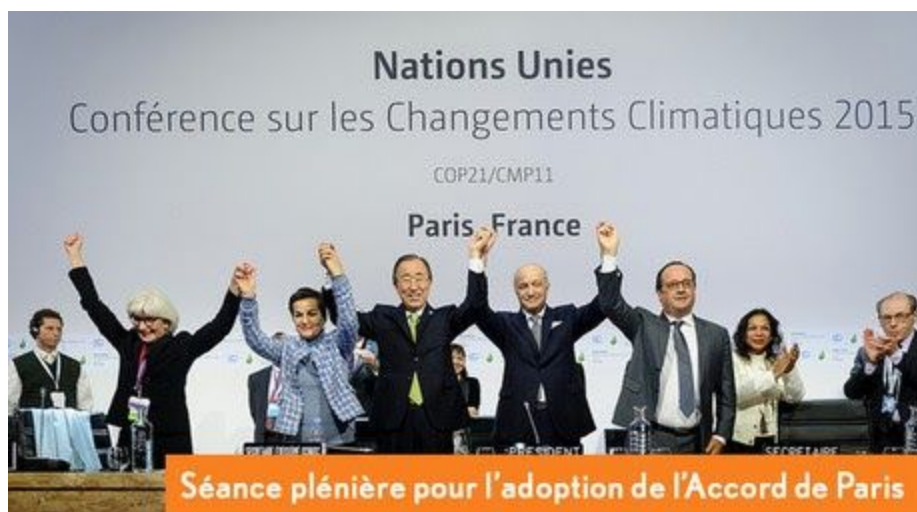 Nations Unies
Conférence sur les Changements Climatiques 2015
COP21/CMP11
Paris, France
PRESIDENT
SECRETAIRE
Séance plénière pour l'adoption de l'Accord de Paris